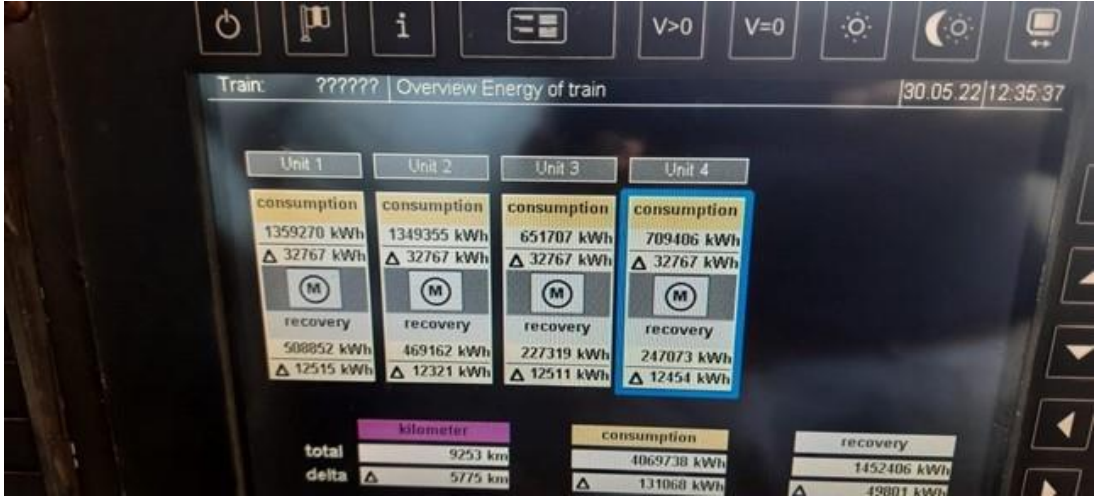 i
V>0
V=0
Train: ?????? Overview Energy of train 30.05.22 12:35:37
Unit 1 Unit 2 Unit 3 Unit 4
consumption consumption consumption consumption
1359270 kWh 1349355 kWh 651707 kWh 709406 kWh
Δ 32767 kWh Δ 32767 kWh Δ 32767 kWh Δ 32767 kWh
M M M M
recovery recovery recovery recovery
508852 kWh 469162 kWh 227319 kWh 247073 kWh
Δ 12515 kWh Δ 12321 kWh Δ 12511 kWh Δ 12454 kWh
kilometer consumption recovery
total 9253 km 4069738 kWh 1452406 kWh
delta Δ 5775 km Δ 131068 kWh Δ 49801 kWh